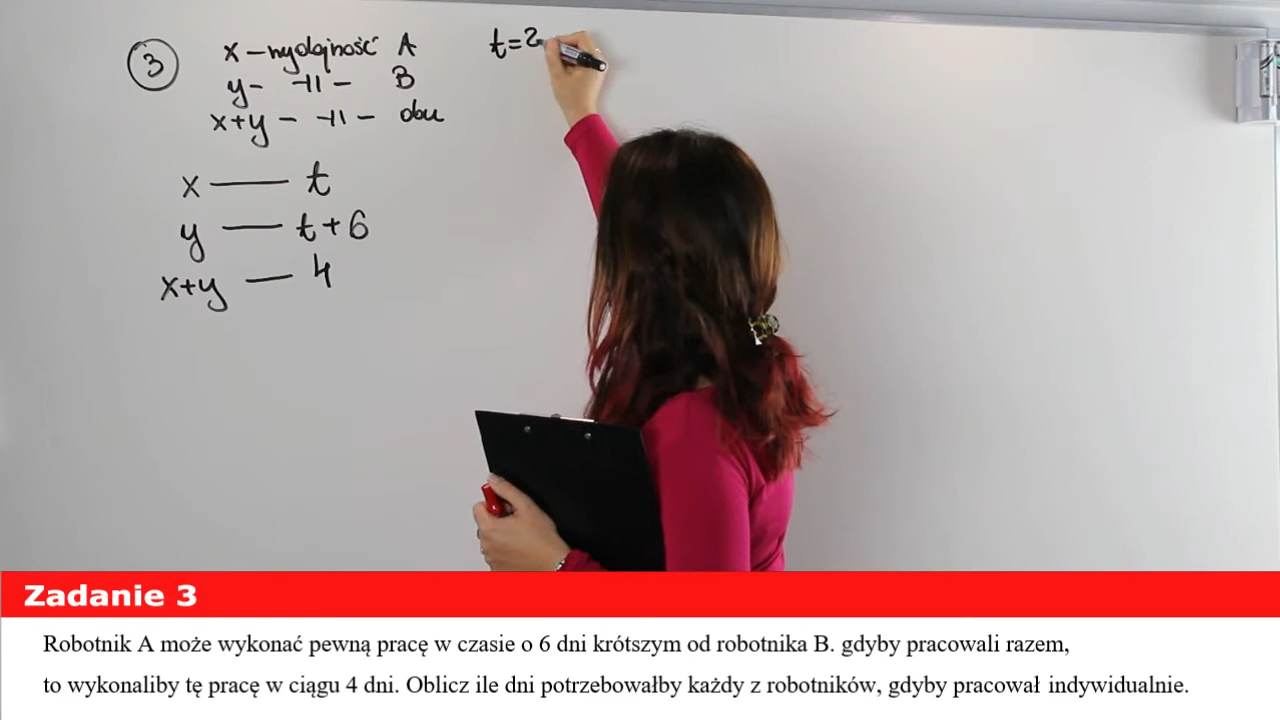 3
x – wydajność A
y – -11- B
x+y – -11- – obu
t=2
x — t
y — t+6
x+y — 4
Zadanie 3
Robotnik A może wykonać pewną pracę w czasie o 6 dni krótszym od robotnika B. gdyby pracowali razem,
to wykonaliby tę pracę w ciągu 4 dni. Oblicz ile dni potrzebowałby każdy z robotników, gdyby pracował indywidualnie.